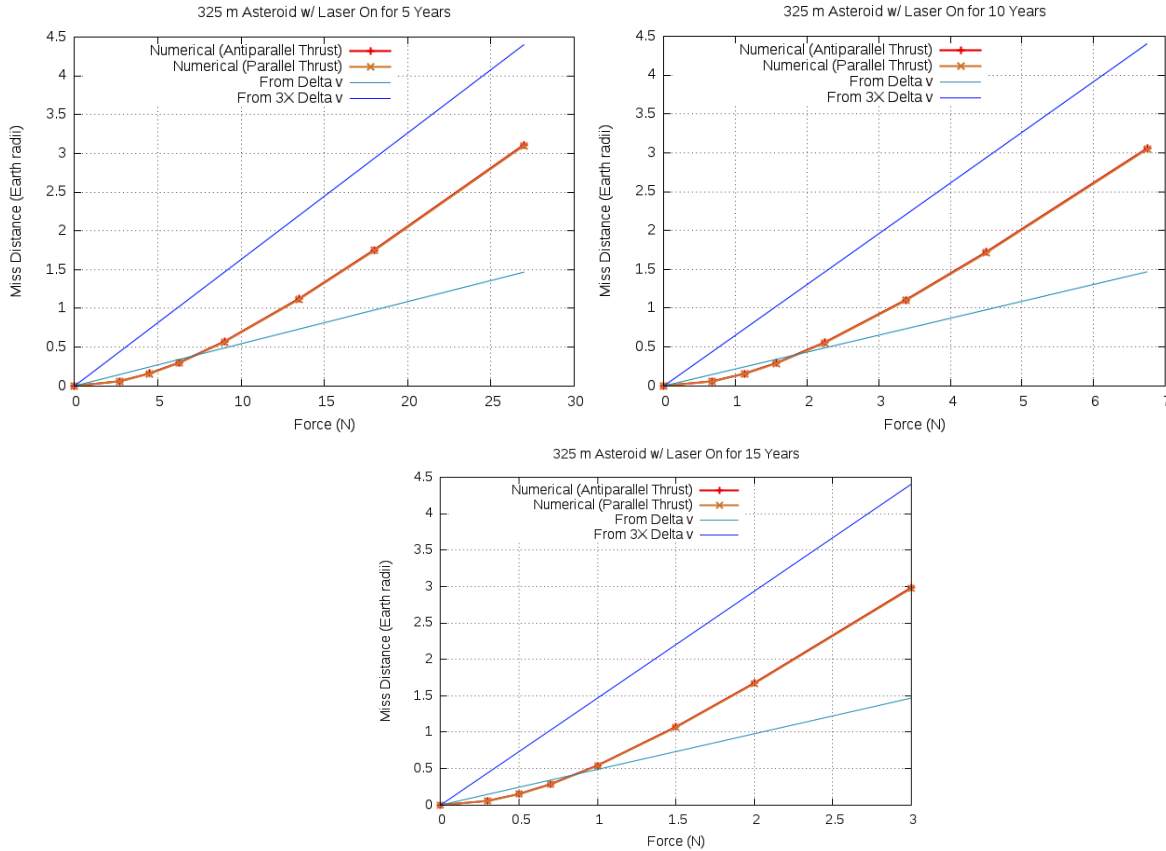 325 m Asteroid w/ Laser On for 5 Years
Numerical (Antiparallel Thrust)
Numerical (Parallel Thrust)
From Delta v
From 3X Delta v
Miss Distance (Earth radii)
4.5
4
3.5
3
2.5
2
1.5
1
0.5
0
0 5 10 15 20 25 30
Force (N)
325 m Asteroid w/ Laser On for 10 Years
Numerical (Antiparallel Thrust)
Numerical (Parallel Thrust)
From Delta v
From 3X Delta v
Miss Distance (Earth radii)
4.5
4
3.5
3
2.5
2
1.5
1
0.5
0
0 1 2 3 4 5 6 7
Force (N)
325 m Asteroid w/ Laser On for 15 Years
Numerical (Antiparallel Thrust)
Numerical (Parallel Thrust)
From Delta v
From 3X Delta v
Miss Distance (Earth radii)
4.5
4
3.5
3
2.5
2
1.5
1
0.5
0
0 0.5 1 1.5 2 2.5 3
Force (N)